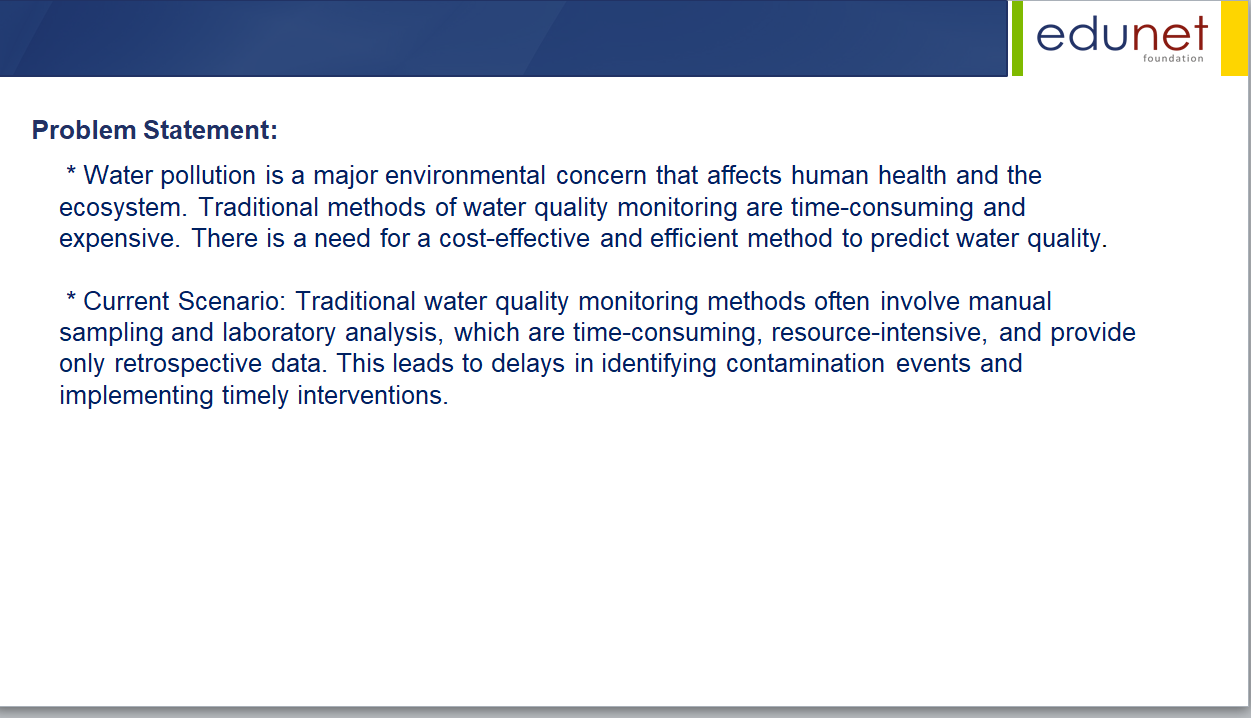 edunet
foundation
Problem Statement:
* Water pollution is a major environmental concern that affects human health and the
ecosystem. Traditional methods of water quality monitoring are time-consuming and
expensive. There is a need for a cost-effective and efficient method to predict water quality.
* Current Scenario: Traditional water quality monitoring methods often involve manual
sampling and laboratory analysis, which are time-consuming, resource-intensive, and provide
only retrospective data. This leads to delays in identifying contamination events and
implementing timely interventions.